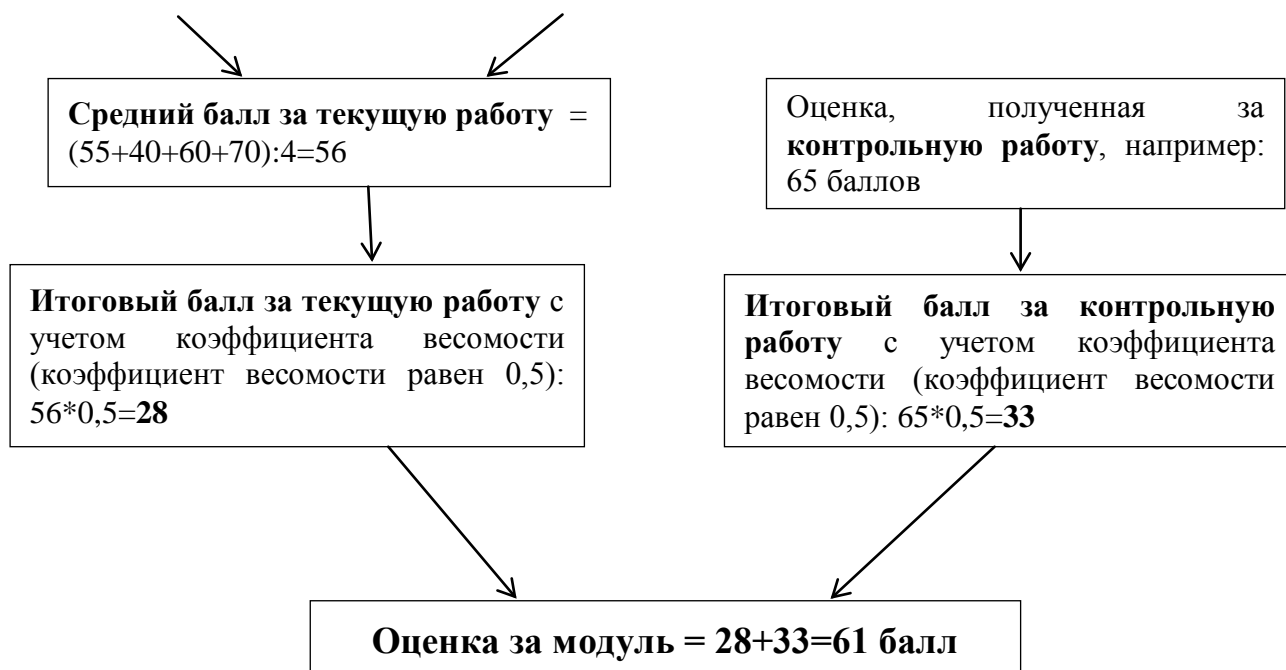 Средний балл за текущую работу =
(55+40+60+70):4=56
Оценка, полученная за
контрольную работу, например:
65 баллов
Итоговый балл за текущую работу с
учетом коэффициента весомости
(коэффициент весомости равен 0,5):
56*0,5=28
Итоговый балл за контрольную
работу с учетом коэффициента
весомости (коэффициент весомости
равен 0,5): 65*0,5=33
Оценка за модуль = 28+33=61 балл